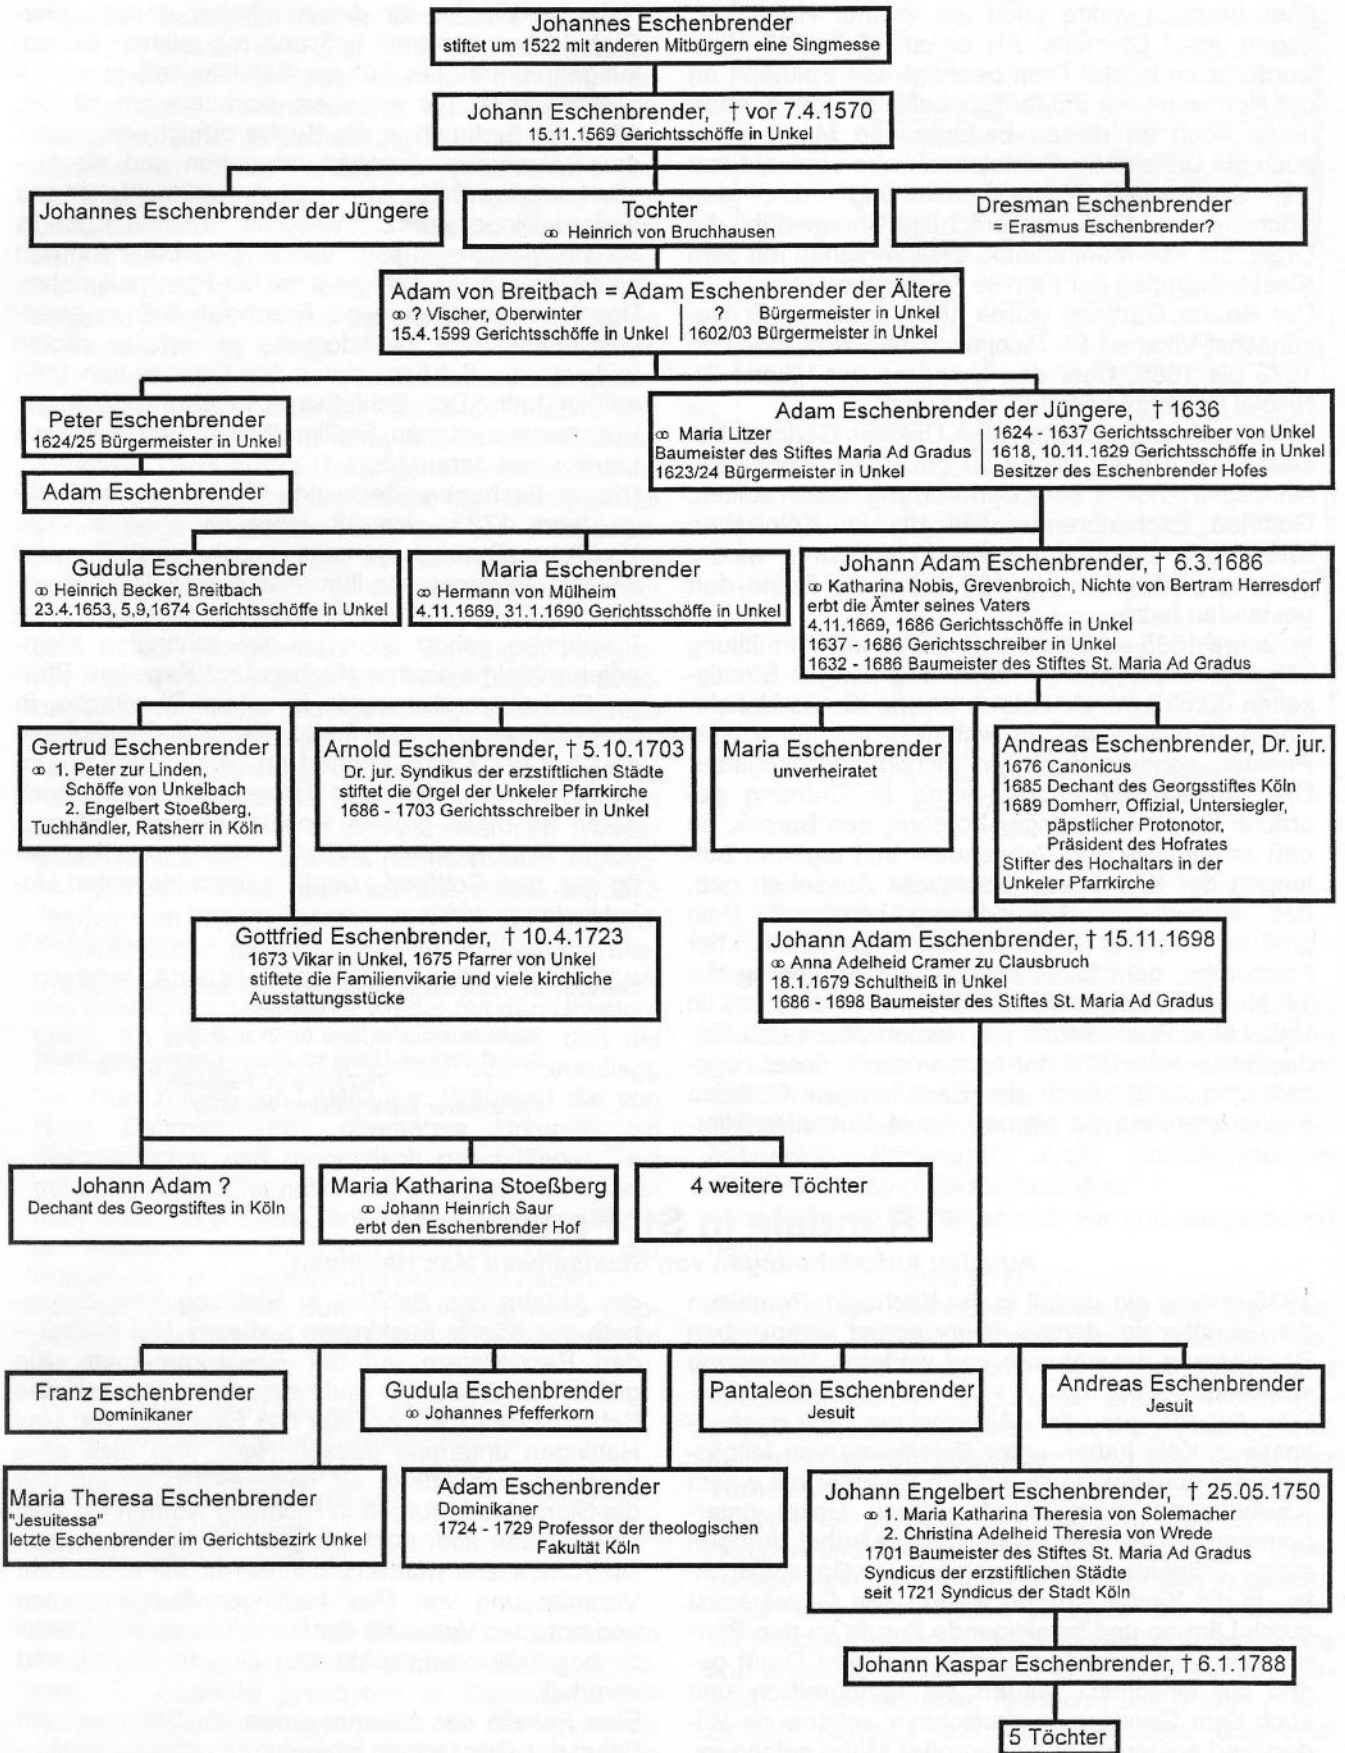 Johannes Eschenbrender
stiftet um 1522 mit anderen Mitbürgern eine Singmesse
Johann Eschenbrender, † vor 7.4.1570
15.11.1569 Gerichtsschöffe in Unkel
Johannes Eschenbrender der Jüngere
Tochter
⚭ Heinrich von Bruchhausen
Dresman Eschenbrender
= Erasmus Eschenbrender?
Adam von Breitbach = Adam Eschenbrender der Ältere
⚭ ? Vischer, Oberwinter
15.4.1599 Gerichtsschöffe in Unkel
? Bürgermeister in Unkel
1602/03 Bürgermeister in Unkel
Peter Eschenbrender
1624/25 Bürgermeister in Unkel
Adam Eschenbrender
Adam Eschenbrender der Jüngere, † 1636
⚭ Maria Litzer
Baumeister des Stiftes Maria Ad Gradus
1623/24 Bürgermeister in Unkel
1624 - 1637 Gerichtsschreiber von Unkel
1618, 10.11.1629 Gerichtsschöffe in Unkel
Besitzer des Eschenbrender Hofes
Gudula Eschenbrender
⚭ Heinrich Becker, Breitbach
23.4.1653, 5.9.1674 Gerichtsschöffe in Unkel
Maria Eschenbrender
⚭ Hermann von Mülheim
4.11.1669, 31.1.1690 Gerichtsschöffe in Unkel
Johann Adam Eschenbrender, † 6.3.1686
⚭ Katharina Nobis, Grevenbroich, Nichte von Bertram Herresdorf
erbt die Ämter seines Vaters
4.11.1669, 1686 Gerichtsschöffe in Unkel
1637 -1686 Gerichtsschreiber in Unkel
1632 - 1686 Baumeister des Stiftes St. Maria Ad Gradus
Gertrud Eschenbrender
⚭ 1. Peter zur Linden,
Schöffe von Unkelbach
2. Engelbert Stoeßberg,
Tuchhändler, Ratsherr in Köln
Arnold Eschenbrender, † 5.10.1703
Dr. jur. Syndikus der erzstiftlichen Städte
stiftet die Orgel der Unkeler Pfarrkirche
1686 - 1703 Gerichtsschreiber in Unkel
Maria Eschenbrender
unverheiratet
Andreas Eschenbrender, Dr. jur.
1676 Canonicus
1685 Dechant des Georgsstiftes Köln
1689 Domherr, Offizial, Untersiegler,
päpstlicher Protonotor,
Präsident des Hofrates
Stifter des Hochaltars in der
Unkeler Pfarrkirche
Gottfried Eschenbrender, † 10.4.1723
1673 Vikar in Unkel, 1675 Pfarrer von Unkel
stiftete die Familienvikarie und viele kirchliche
Ausstattungsstücke
Johann Adam Eschenbrender, † 15.11.1698
⚭ Anna Adelheid Cramer zu Clausbruch
18.1.1679 Schultheiß in Unkel
1686 - 1698 Baumeister des Stiftes St. Maria Ad Gradus
Johann Adam ?
Dechant des Georgstiftes in Köln
Maria Katharina Stoeßberg
⚭ Johann Heinrich Saur
erbt den Eschenbrender Hof
4 weitere Töchter
Franz Eschenbrender
Dominikaner
Gudula Eschenbrender
⚭ Johannes Pfefferkorn
Pantaleon Eschenbrender
Jesuit
Andreas Eschenbrender
Jesuit
Maria Theresa Eschenbrender
"Jesuitessa"
letzte Eschenbrender im Gerichtsbezirk Unkel
Adam Eschenbrender
Dominikaner
1724 - 1729 Professor der theologischen
Fakultät Köln
Johann Engelbert Eschenbrender, † 25.05.1750
⚭ 1. Maria Katharina Theresia von Solemacher
2. Christina Adelheid Theresia von Wrede
1701 Baumeister des Stiftes St. Maria Ad Gradus
Syndicus der erzstiftlichen Städte
seit 1721 Syndicus der Stadt Köln
Johann Kaspar Eschenbrender, † 6.1.1788
5 Töchter